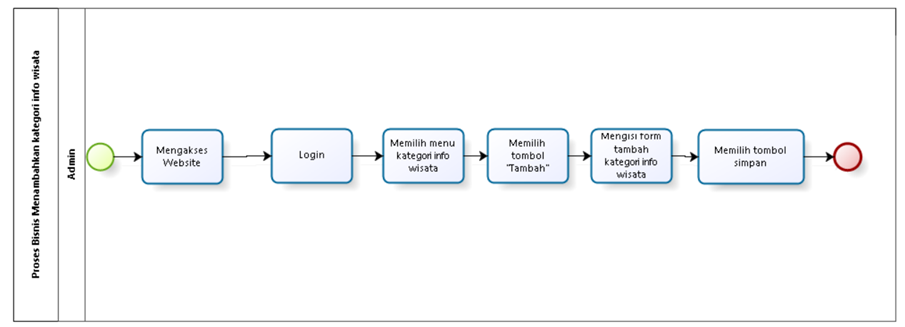 Proses Bisnis Menambahkan kategori info wisata
Admin
Mengakses
Website
Login
Memilih menu
kategori info
wisata
Memilih
tombol
"Tambah"
Mengisi form
tambah
kategori info
wisata
Memilih tombol
simpan